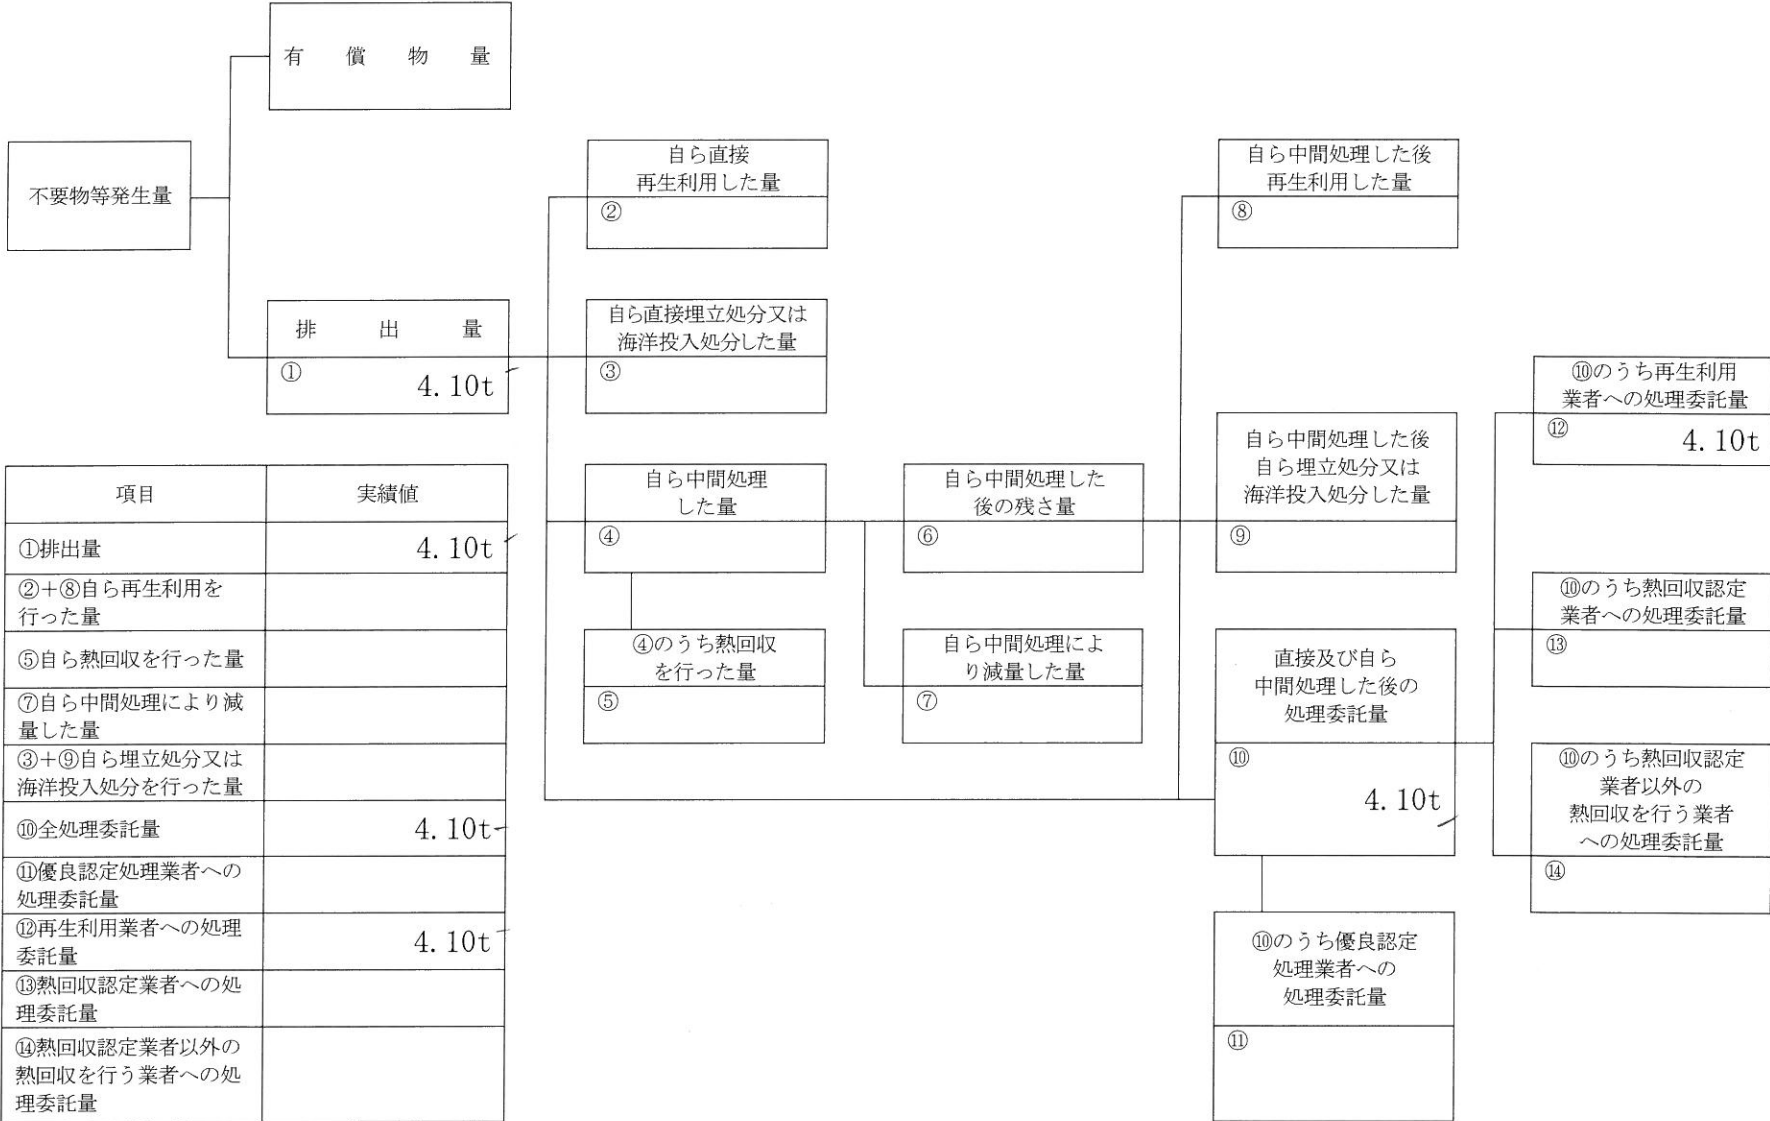 有償物量
不要物等発生量
排出量
①
4.10t
自ら直接
再生利用した量
②
自ら直接埋立処分又は
海洋投入処分した量
③
自ら中間処理
した量
④
④のうち熱回収
を行った量
⑤
自ら中間処理した
後の残さ量
⑥
自ら中間処理によ
り減量した量
⑦
自ら中間処理した後
再生利用した量
⑧
自ら中間処理した後
自ら埋立処分又は
海洋投入処分した量
⑨
直接及び自ら
中間処理した後の
処理委託量
⑩
4.10t
⑩のうち優良認定
処理業者への
処理委託量
⑪
⑩のうち再生利用
業者への処理委託量
⑫
4.10t
⑩のうち熱回収認定
業者への処理委託量
⑬
⑩のうち熱回収認定
業者以外の
熱回収を行う業者
への処理委託量
⑭
項目 実績値
①排出量 4.10t
②+⑧自ら再生利用を
行った量
⑤自ら熱回収を行った量
⑦自ら中間処理により減
量した量
③+⑨自ら埋立処分又は
海洋投入処分を行った量
⑩全処理委託量 4.10t
⑪優良認定処理業者への
処理委託量
⑫再生利用業者への処理
委託量 4.10t
⑬熱回収認定業者への処
理委託量
⑭熱回収認定業者以外の
熱回収を行う業者への処
理委託量